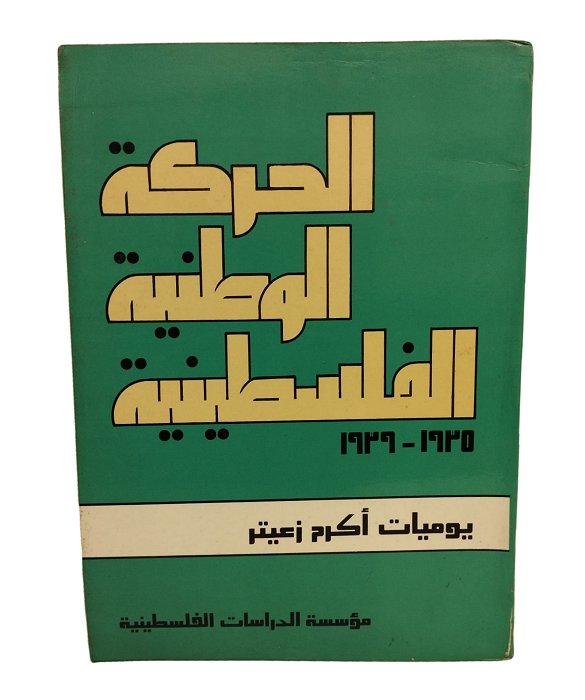 الحركة
الوطنية
الفلسطينية
١٩٣٥ - ١٩٣٩
يوميات أكرم زعيتر
مؤسسة الدراسات الفلسطينية